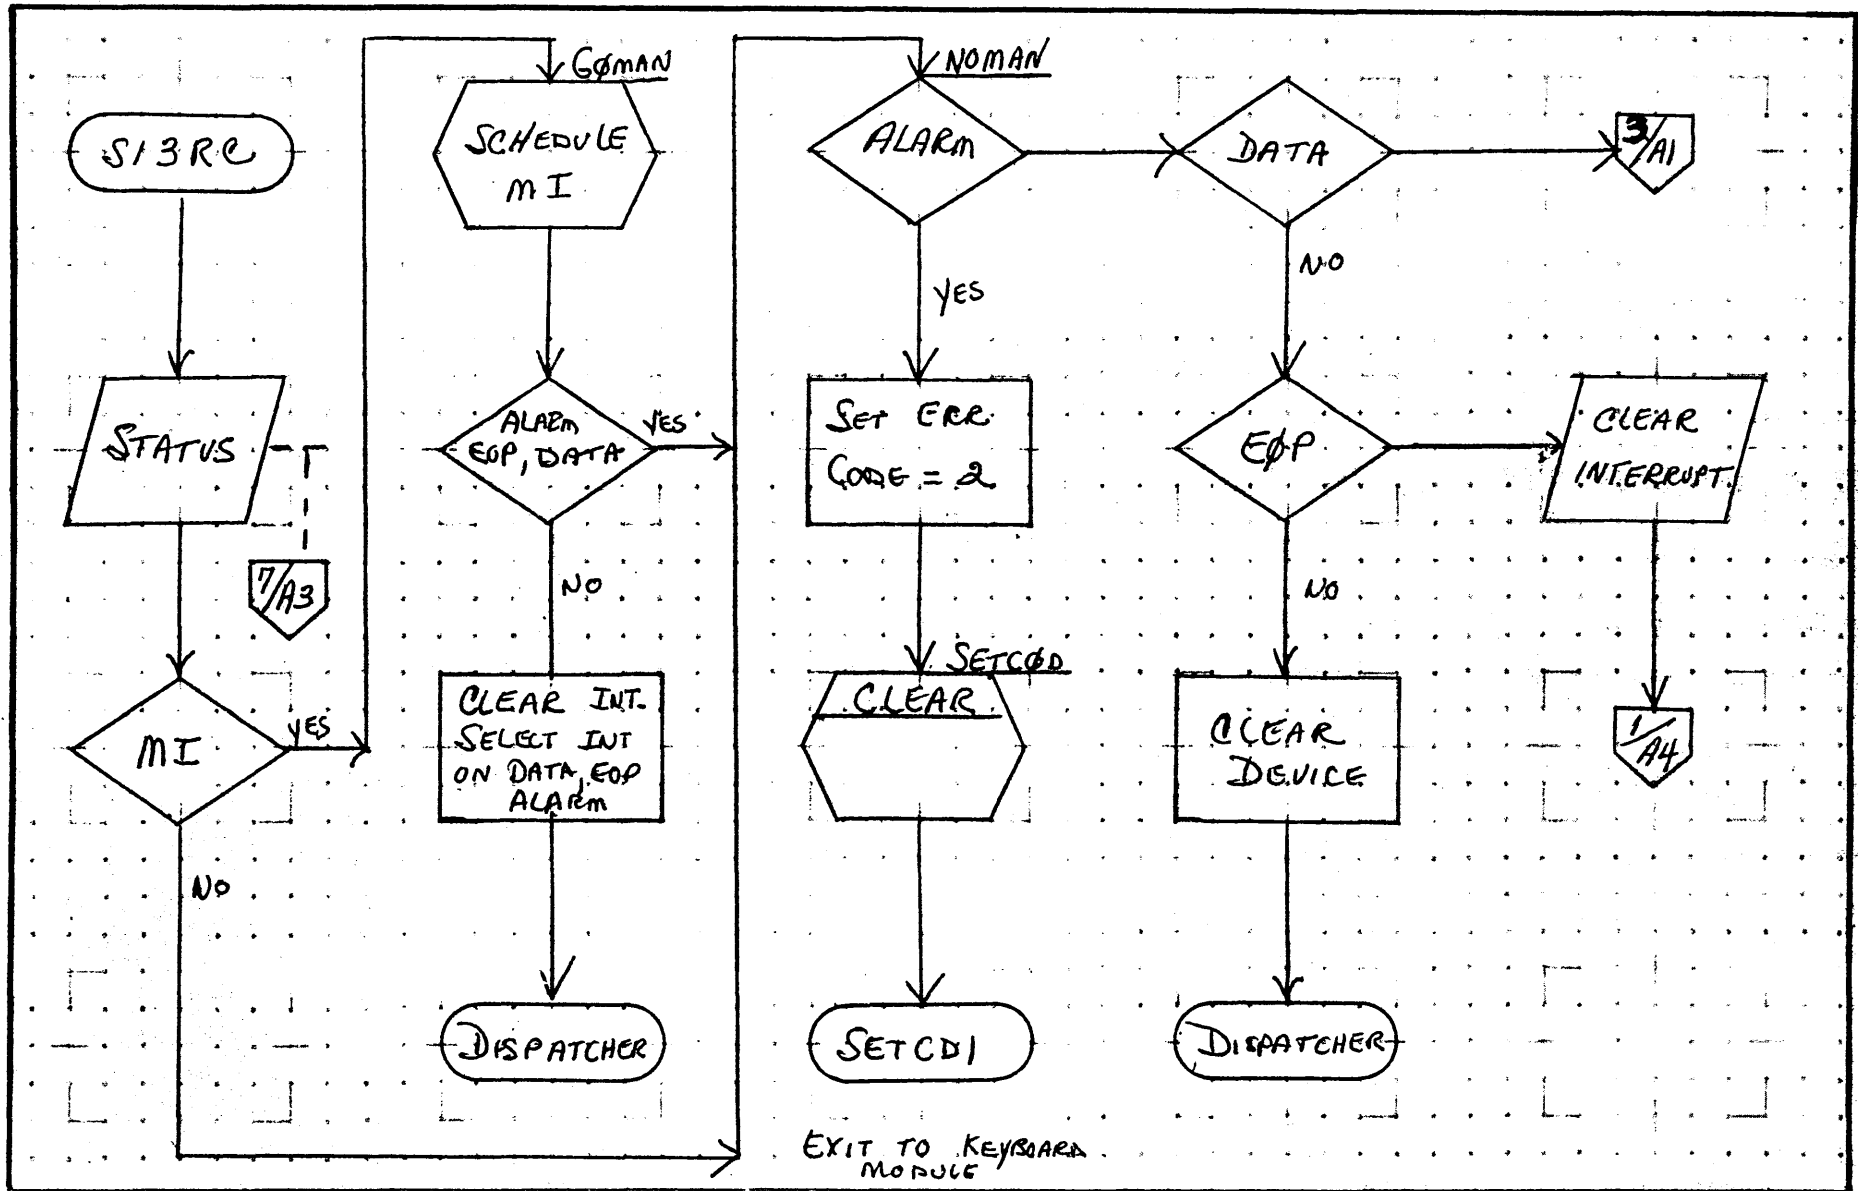 S13RC
STATUS
7/A3
MI
YES
NO
GØMAN
SCHEDULE
MI
ALARM
EOP, DATA
YES
NO
CLEAR INT.
SELECT INT
ON DATA, EOP
ALARM
DISPATCHER
NOMAN
ALARM
YES
SET ERR
CODE = 2
SETCØD
CLEAR
SETCD1
EXIT TO KEYBOARD
MODULE
DATA
NO
EØP
NO
CLEAR
DEVICE
DISPATCHER
3/A1
CLEAR
INTERRUPT
1/A4